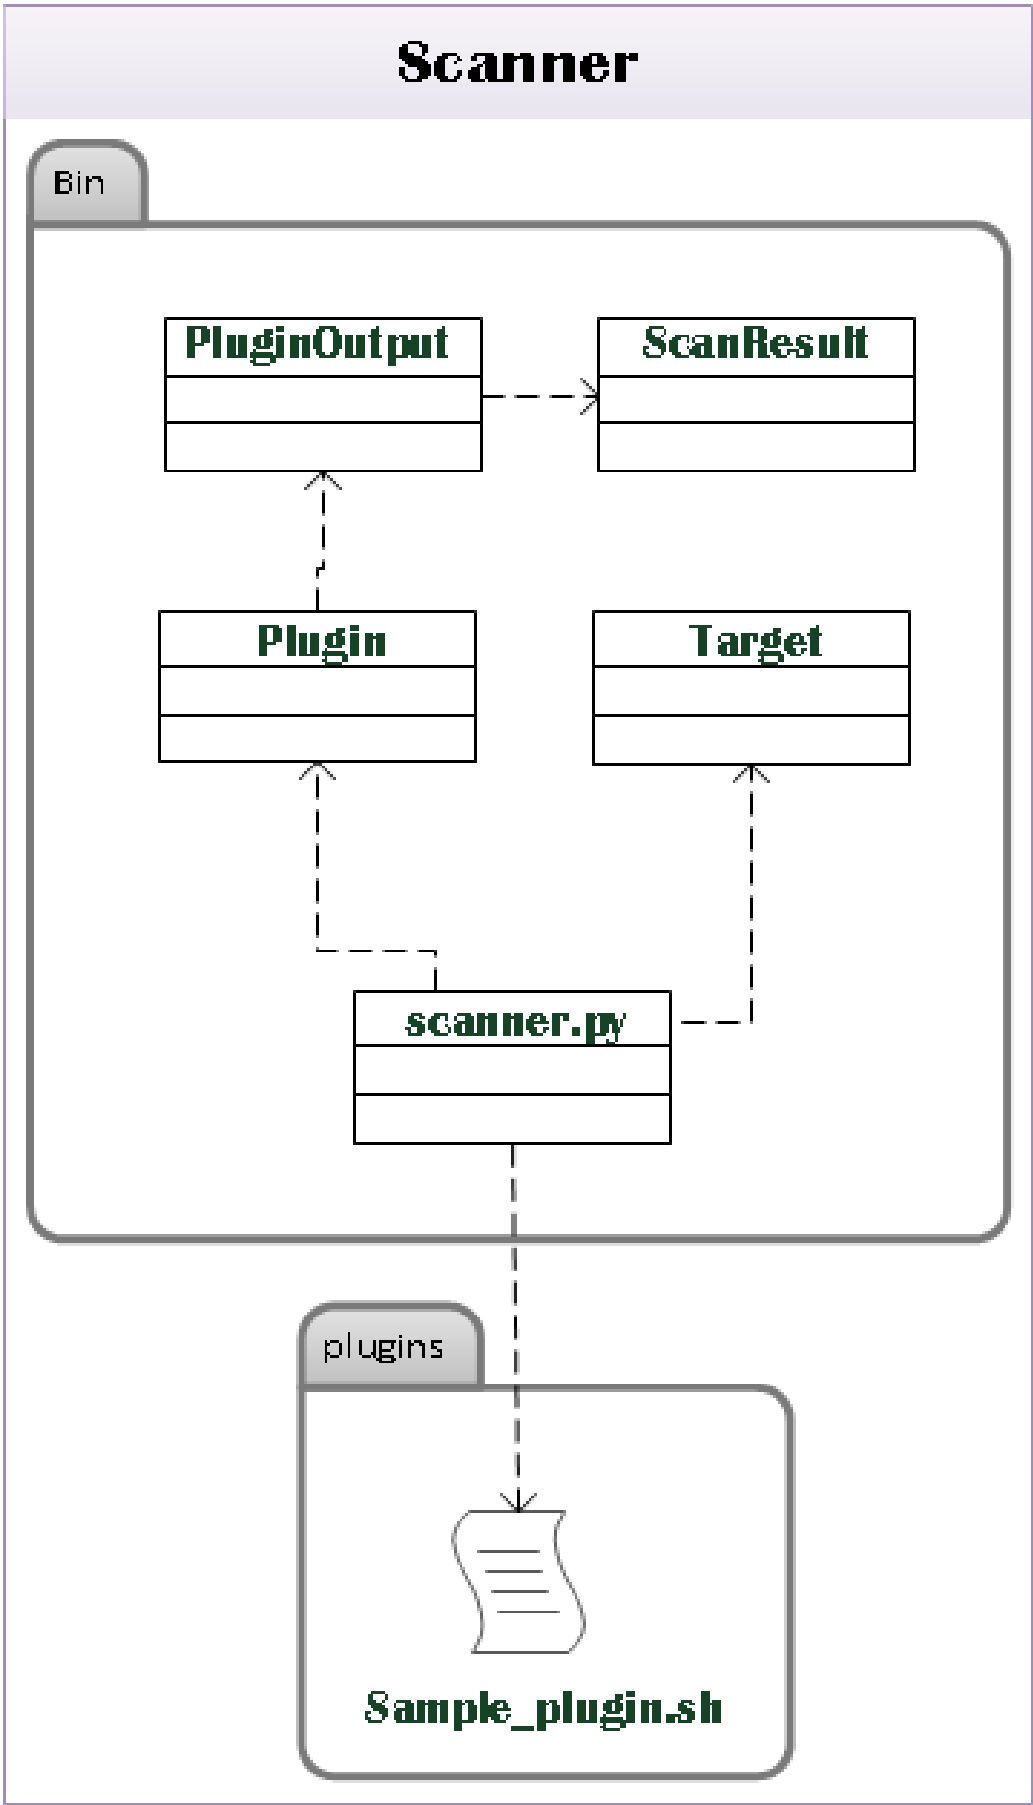 Scanner
Bin
PluginOutput
ScanResult
Plugin
Target
scanner.py
plugins
Sample_plugin.sh